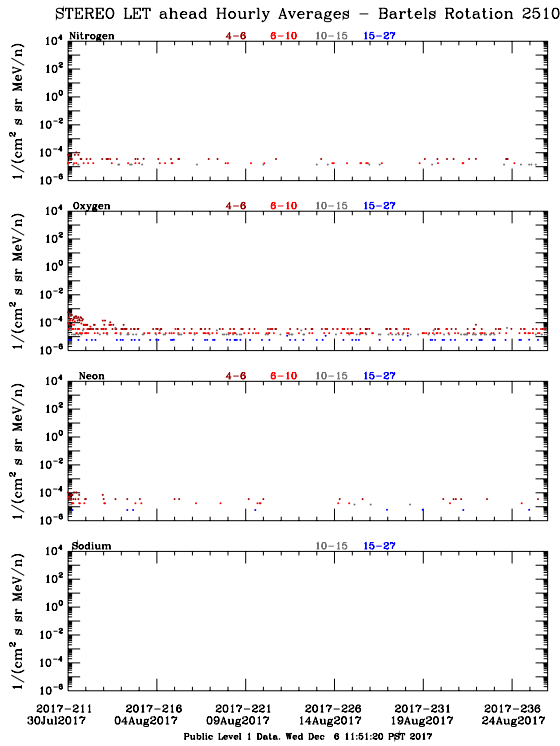 STEREO LET ahead Hourly Averages - Bartels Rotation 2510
Nitrogen 4-6 6-10 10-15 15-27
1/(cm² s sr MeV/n)
10⁴
10²
10⁰
10⁻²
10⁻⁴
10⁻⁶
Oxygen 4-6 6-10 10-15 15-27
1/(cm² s sr MeV/n)
10⁴
10²
10⁰
10⁻²
10⁻⁴
10⁻⁶
Neon 4-6 6-10 10-15 15-27
1/(cm² s sr MeV/n)
10⁴
10²
10⁰
10⁻²
10⁻⁴
10⁻⁶
Sodium 10-15 15-27
1/(cm² s sr MeV/n)
10⁴
10²
10⁰
10⁻²
10⁻⁴
10⁻⁶
2017-211 2017-216 2017-221 2017-226 2017-231 2017-236
30Jul2017 04Aug2017 09Aug2017 14Aug2017 19Aug2017 24Aug2017
Public Level 1 Data. Wed Dec 6 11:51:20 PST 2017